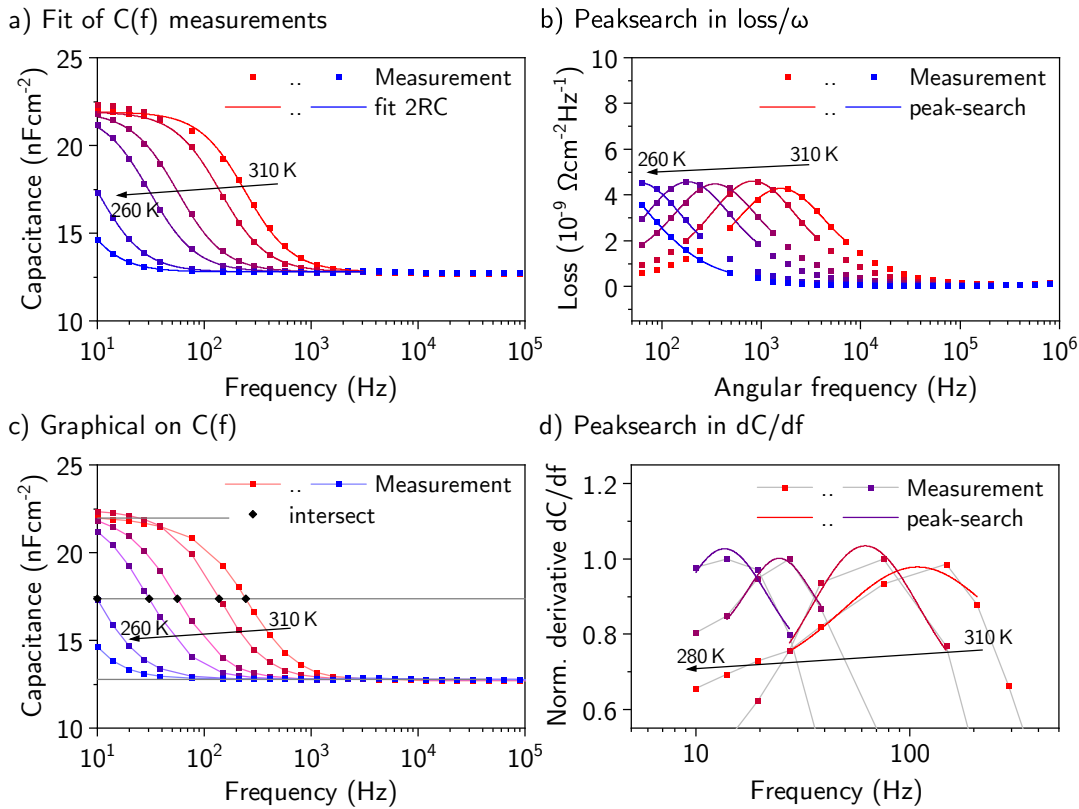 a) Fit of C(f) measurements
25
20
15
10
Capacitance (nFcm⁻²)
.. Measurement
.. fit 2RC
310 K
260 K
10¹ 10² 10³ 10⁴ 10⁵
Frequency (Hz)
b) Peaksearch in loss/ω
10
8
6
4
2
0
Loss (10⁻⁹ Ωcm⁻²Hz⁻¹)
.. Measurement
.. peak-search
260 K 310 K
10² 10³ 10⁴ 10⁵ 10⁶
Angular frequency (Hz)
c) Graphical on C(f)
25
20
15
10
Capacitance (nFcm⁻²)
.. Measurement
intersect
260 K 310 K
10¹ 10² 10³ 10⁴ 10⁵
Frequency (Hz)
d) Peaksearch in dC/df
1.2
1.0
0.8
0.6
Norm. derivative dC/df
.. Measurement
.. peak-search
310 K
280 K
10 100
Frequency (Hz)